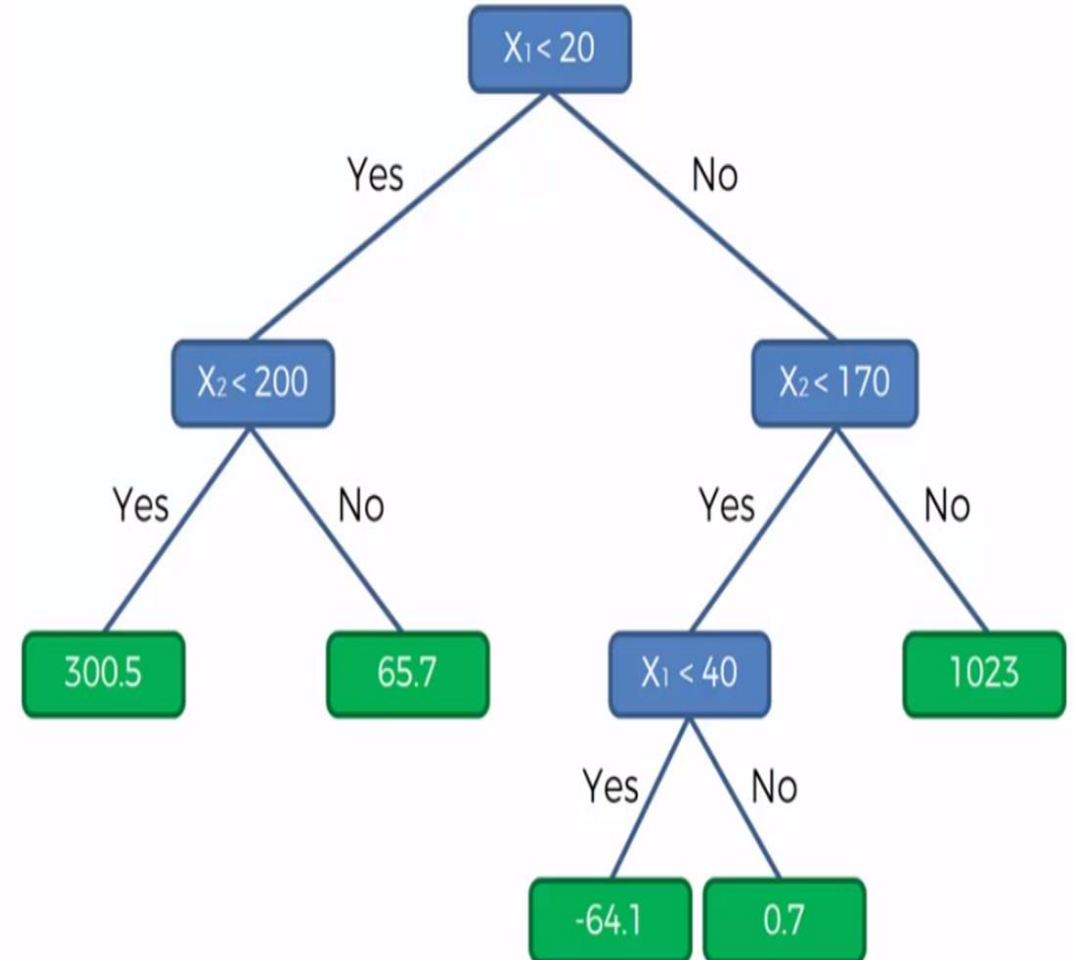 X₁ < 20
Yes
No
X₂ < 200
X₂ < 170
Yes
No
Yes
No
300.5
65.7
X₁ < 40
1023
Yes
No
-64.1
0.7